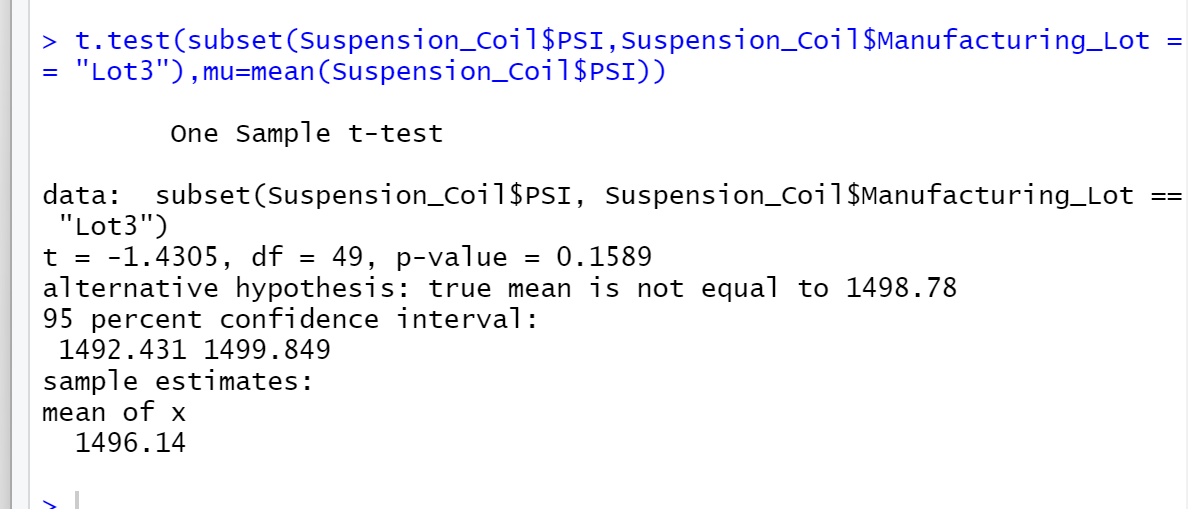 > t.test(subset(Suspension_Coil$PSI,Suspension_Coil$Manufacturing_Lot =
= "Lot3"),mu=mean(Suspension_Coil$PSI))
One Sample t-test
data:  subset(Suspension_Coil$PSI, Suspension_Coil$Manufacturing_Lot ==
"Lot3")
t = -1.4305, df = 49, p-value = 0.1589
alternative hypothesis: true mean is not equal to 1498.78
95 percent confidence interval:
1492.431 1499.849
sample estimates:
mean of x
1496.14
>